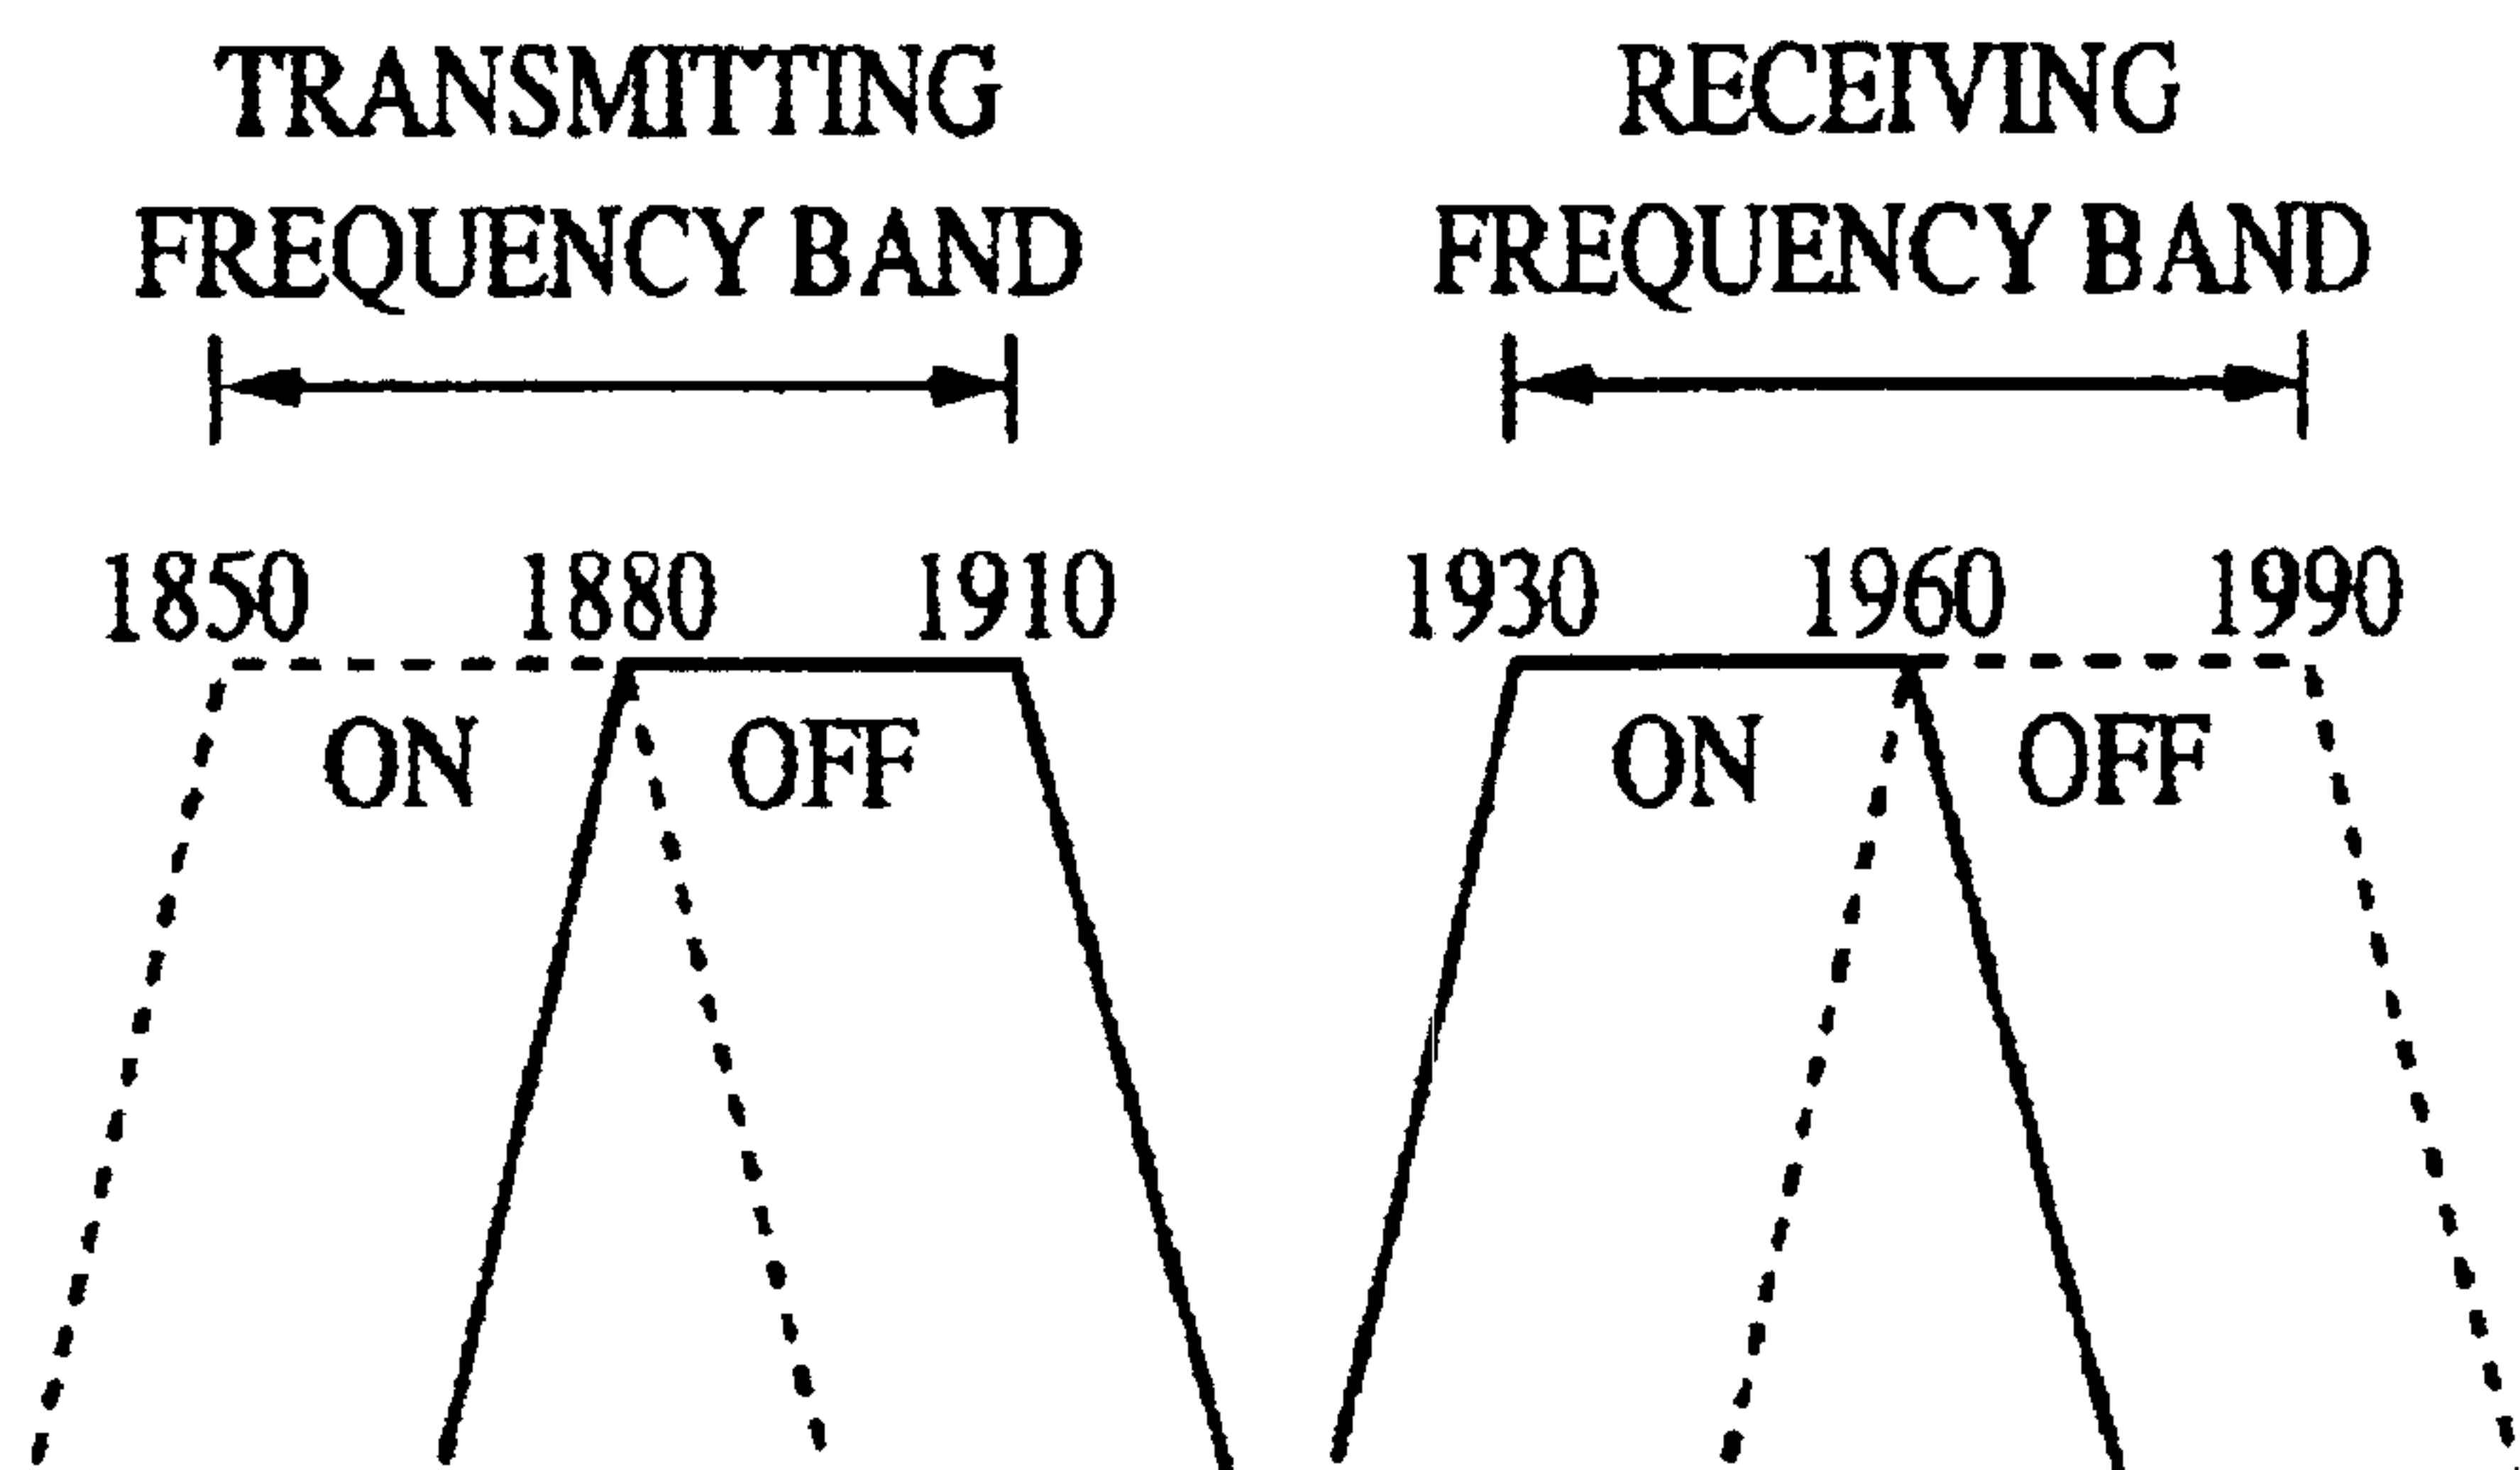 TRANSMITTING
FREQUENCY BAND
RECEIVING
FREQUENCY BAND
1850 1880 1910 1930 1960 1990
ON OFF ON OFF